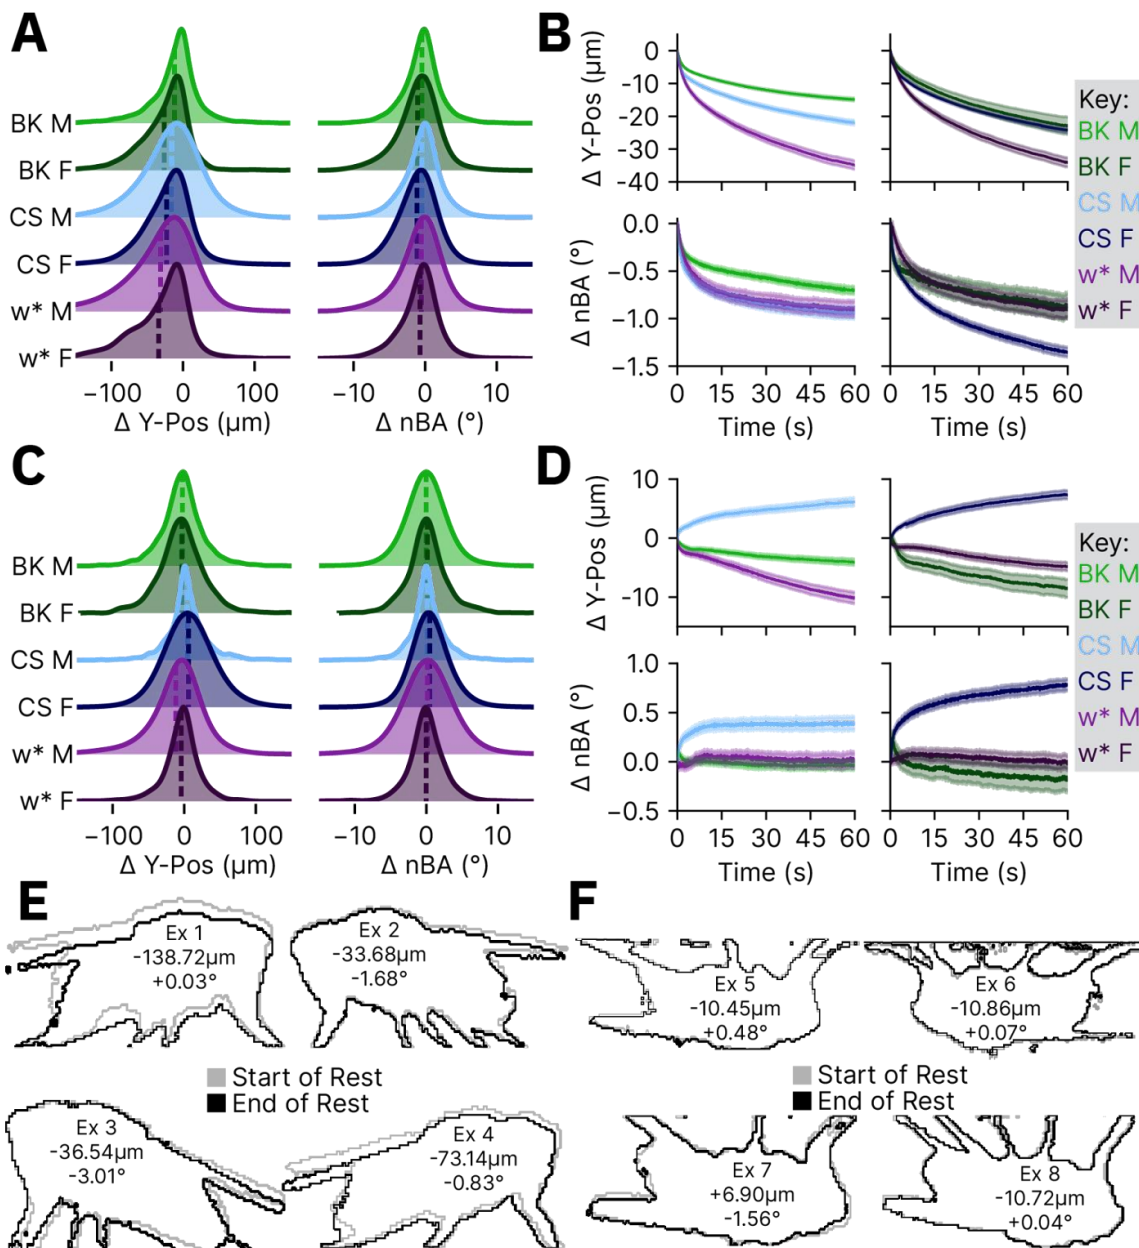 A
BK M
BK F
CS M
CS F
w* M
w* F
−100 0 100
Δ Y-Pos (µm)
−10 0 10
Δ nBA (°)
B
Δ Y-Pos (µm)
0
-10
-20
-30
-40
Δ nBA (°)
0.0
−0.5
−1.0
−1.5
0 15 30 45 60
Time (s)
0 15 30 45 60
Time (s)
Key:
BK M
BK F
CS M
CS F
w* M
w* F
C
BK M
BK F
CS M
CS F
w* M
w* F
−100 0 100
Δ Y-Pos (µm)
−10 0 10
Δ nBA (°)
D
Δ Y-Pos (µm)
10
0
−10
Δ nBA (°)
1.0
0.5
0.0
−0.5
0 15 30 45 60
Time (s)
0 15 30 45 60
Time (s)
Key:
BK M
BK F
CS M
CS F
w* M
w* F
E
Ex 1
-138.72µm
+0.03°
Ex 2
-33.68µm
-1.68°
Start of Rest
End of Rest
Ex 3
-36.54µm
-3.01°
Ex 4
-73.14µm
-0.83°
F
Ex 5
-10.45µm
+0.48°
Ex 6
-10.86µm
+0.07°
Start of Rest
End of Rest
Ex 7
+6.90µm
-1.56°
Ex 8
-10.72µm
+0.04°